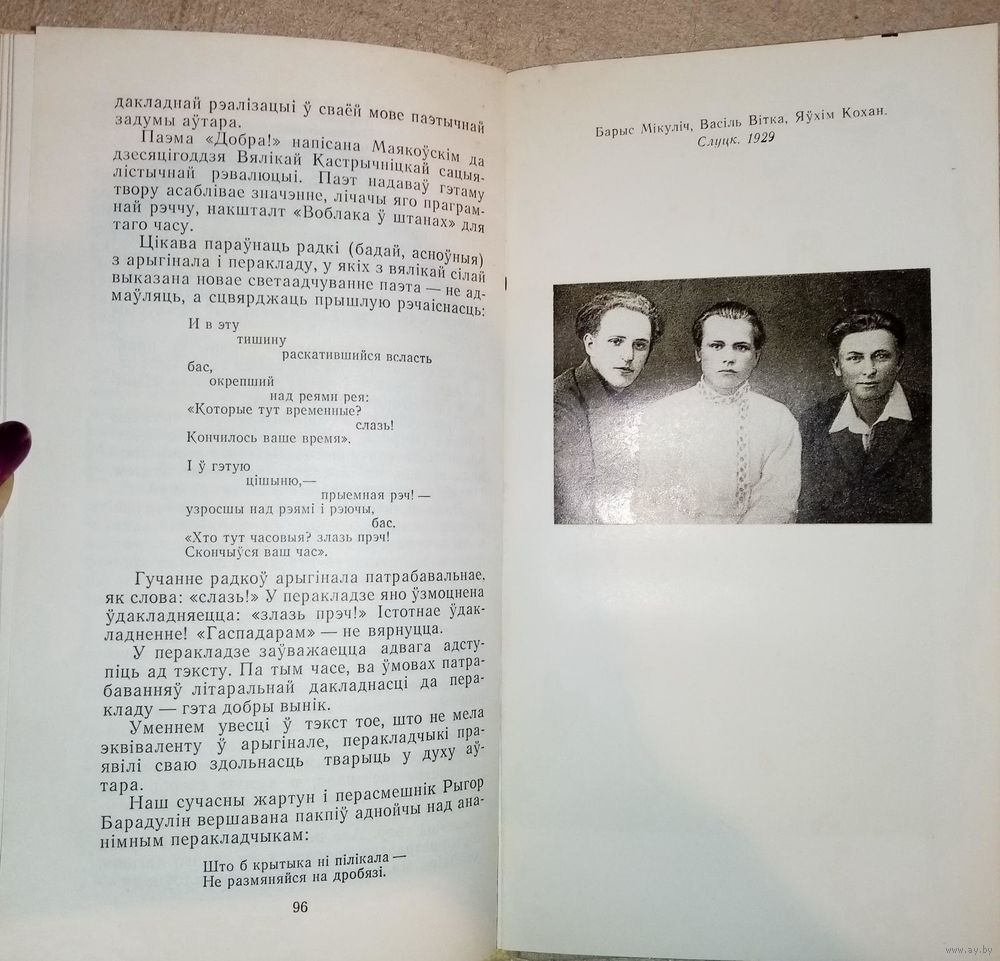 дакладнай рэалізацыі ў сваёй мове паэтычнай
задумы аўтара.
Паэма «Добра!» напісана Маякоўскім да
дзесяцігоддзя Вялікай Кастрычніцкай сацыя-
лістычнай рэвалюцыі. Паэт надаваў гэтаму
твору асаблівае значэнне, лічачы яго праграм-
най рэччу, накшталт «Воблака ў штанах» для
таго часу.
Цікава параўнаць радкі (бадай, асноўныя)
з арыгінала і перакладу, у якіх з вялікай сілай
выказана новае светаадчуванне паэта — не ад-
маўляць, а сцвярджаць прышлую рэчаіснасць:
И в эту
тишину
раскатившийся всласть
бас,
окрепший
над реями рея:
«Которые тут временные?
слазь!
Кончилось ваше время».
І ў гэтую
цішыню,—
прыемная рэч! —
узросшы над рэямі і рэючы,
бас.
«Хто тут часовыя? злазь прэч!
Скончыўся ваш час».
Гучанне радкоў арыгінала патрабавальнае,
як слова: «слазь!» У перакладзе яно ўзмоцнена
ўдакладняецца: «злазь прэч!» Істотнае ўдак-
ладненне! «Гаспадарам» — не вярнуцца.
У перакладзе заўважаецца адвага адсту-
піць ад тэксту. Па тым часе, ва ўмовах патра-
баванняў літаральнай дакладнасці да пера-
кладу — гэта добры вынік.
Уменнем увесці ў тэкст тое, што не мела
эквіваленту ў арыгінале, перакладчыкі пра-
явілі сваю здольнасць тварыць у духу аў-
тара.
Наш сучасны жартун і перасмешнік Рыгор
Барадулін вершавана пакпіў аднойчы над ана-
німным перакладчыкам:
Што б крытыка ні пілікала —
Не размяняйся на дробязі.
96
Барыс Мікуліч, Васіль Вітка, Яўхім Кохан.
Слуцк. 1929
www.ay.by